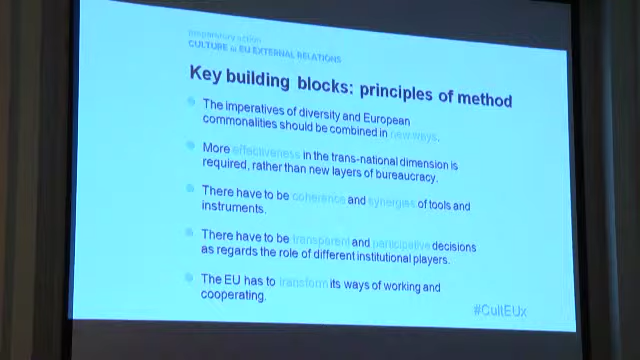 preparatory action
CULTURE in EU EXTERNAL RELATIONS
Key building blocks: principles of method
The imperatives of diversity and European
commonalities should be combined in new ways.
More effectiveness in the trans-national dimension is
required, rather than new layers of bureaucracy.
There have to be coherence and synergies of tools and
instruments.
There have to be transparent and participative decisions
as regards the role of different institutional players.
The EU has to transform its ways of working and
cooperating.
#CultEUx